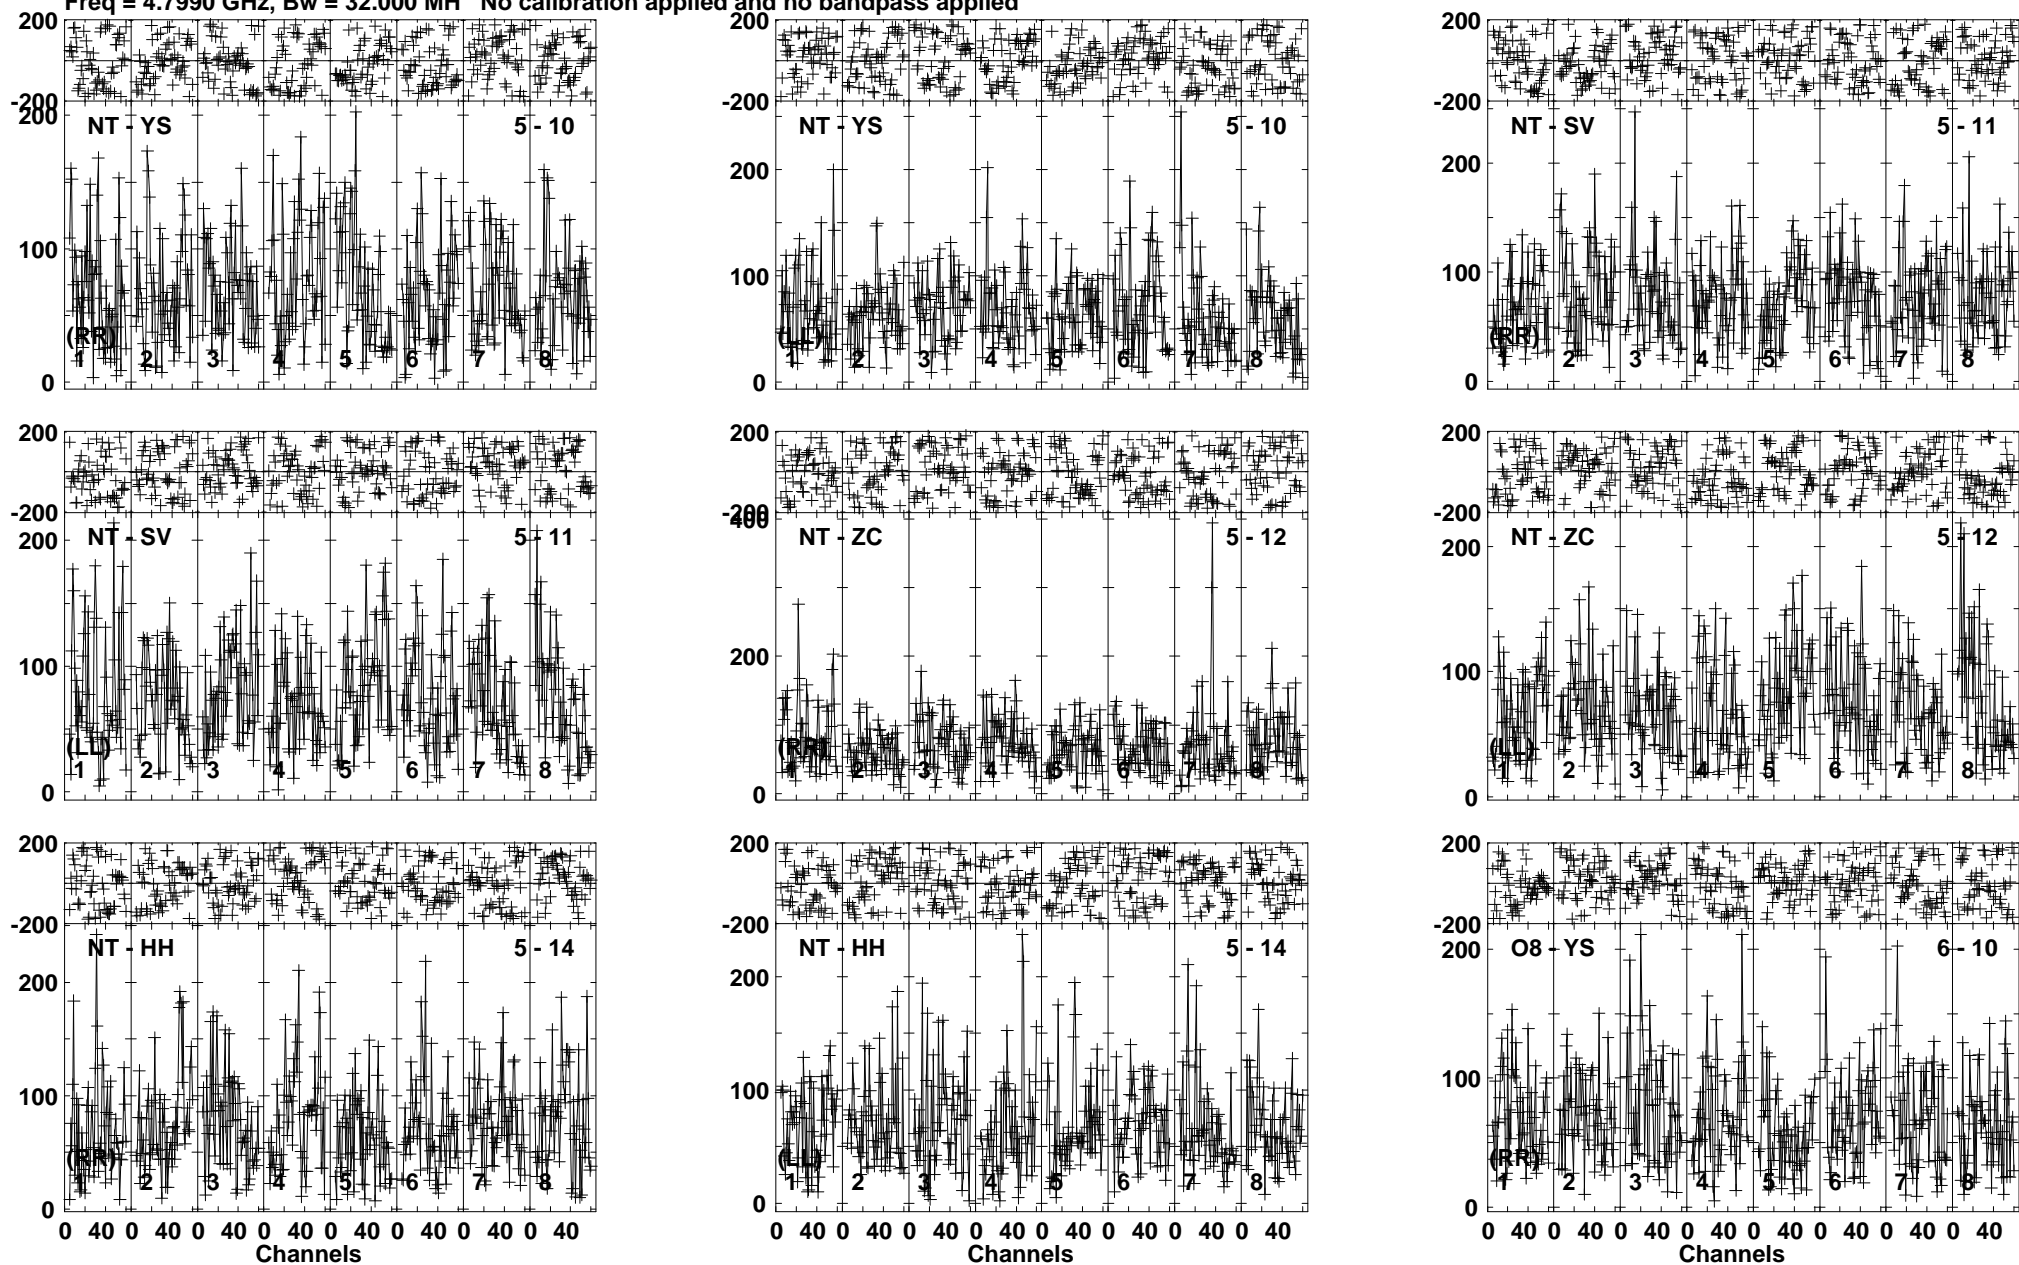 Freq = 4.7990 GHz, Bw = 32.000 MH No calibration applied and no bandpass applied
200 200 200
-200 -200 -200
NT - YS 5 - 10 NT - YS 5 - 10 NT - SV 5 - 11
200
200 200
100 100 100
(RR) (LL) (RR)
1 2 3 4 5 6 7 8 1 2 3 4 5 6 7 8 1 2 3 4 5 6 7 8
0 0 0
200 200 200
-200 -200 -200
NT - SV 5 - 11 NT - ZC 5 - 12 NT - ZC 5 - 12
400
200 200 200
100 100
(LL) (RR) (LL)
1 2 3 4 5 6 7 8 1 2 3 4 5 6 7 8 1 2 3 4 5 6 7 8
0 0 0
200 200 200
-200 -200 -200
NT - HH 5 - 14 NT - HH 5 - 14 O8 - YS 6 - 10
200 200 200
100 100 100
(RR) (LL) (RR)
1 2 3 4 5 6 7 8 1 2 3 4 5 6 7 8 1 2 3 4 5 6 7 8
0 0 0
0 40 0 40 0 40 0 40 0 40 0 40 0 40 0 40 0 40 0 40 0 40 0 40 0 40 0 40 0 40 0 40 0 40 0 40 0 40 0 40 0 40 0 40 0 40 0 40
Channels Channels Channels